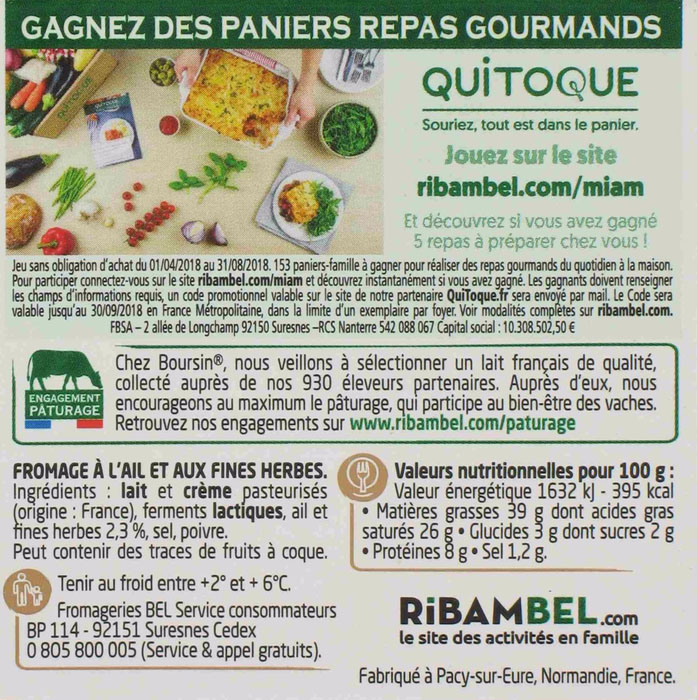 GAGNEZ DES PANIERS REPAS GOURMANDS
QUITOQUE
QUiTOQUE
Souriez, tout est dans le panier.
Jouez sur le site
ribambel.com/miam
Et découvrez si vous avez gagné
5 repas à préparer chez vous !
Jeu sans obligation d'achat du 01/04/2018 au 31/08/2018. 153 paniers-famille à gagner pour réaliser des repas gourmands du quotidien à la maison.
Pour participer connectez-vous sur le site ribambel.com/miam et découvrez instantanément si vous avez gagné. Les gagnants doivent renseigner
les champs d'informations requis, un code promotionnel valable sur le site de notre partenaire QuiToque.fr sera envoyé par mail. Le Code sera
valable jusqu'au 30/09/2018 en France Métropolitaine, dans la limite d'un exemplaire par foyer. Voir modalités complètes sur ribambel.com.
FBSA – 2 allée de Longchamp 92150 Suresnes –RCS Nanterre 542 088 067 Capital social : 10.308.502,50 €
ENGAGEMENT
PÂTURAGE
Chez Boursin®, nous veillons à sélectionner un lait français de qualité,
collecté auprès de nos 930 éleveurs partenaires. Auprès d'eux, nous
encourageons au maximum le pâturage, qui participe au bien-être des vaches.
Retrouvez nos engagements sur www.ribambel.com/paturage
FROMAGE À L'AIL ET AUX FINES HERBES.
Ingrédients : lait et crème pasteurisés
(origine : France), ferments lactiques, ail et
fines herbes 2,3 %, sel, poivre.
Peut contenir des traces de fruits à coque.
Tenir au froid entre +2° et + 6°C.
Fromageries BEL Service consommateurs
BP 114 - 92151 Suresnes Cedex
0 805 800 005 (Service & appel gratuits).
Valeurs nutritionnelles pour 100 g :
Valeur énergétique 1632 kJ - 395 kcal
• Matières grasses 39 g dont acides gras
saturés 26 g • Glucides 3 g dont sucres 2 g
• Protéines 8 g • Sel 1,2 g.
RiBAMBEL.com
le site des activités en famille
Fabriqué à Pacy-sur-Eure, Normandie, France.